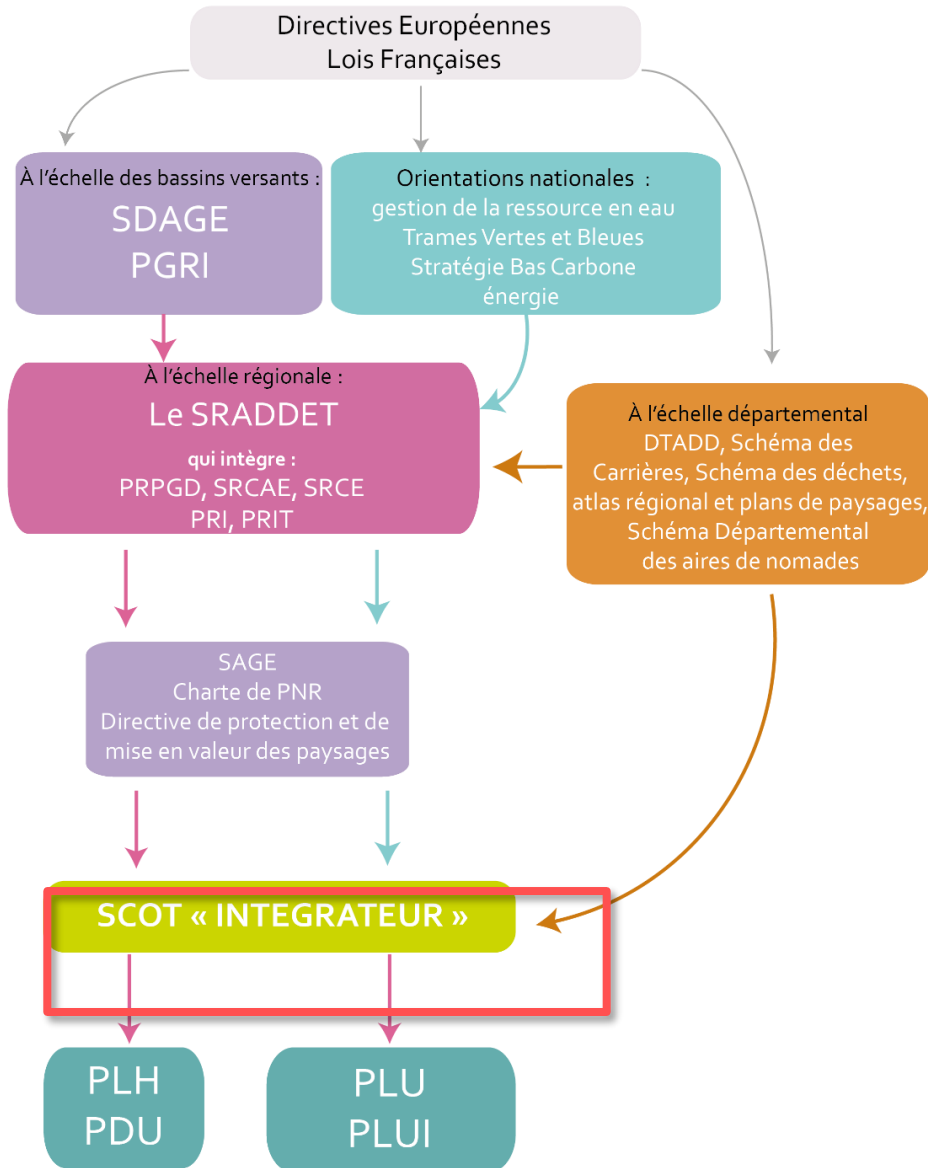 Directives Européennes
Lois Françaises
À l’échelle des bassins versants :
SDAGE
PGRI
Orientations nationales :
gestion de la ressource en eau
Trames Vertes et Bleues
Stratégie Bas Carbone
énergie
À l’échelle régionale :
Le SRADDET
qui intègre :
PRPGD, SRCAE, SRCE
PRI, PRIT
À l’échelle départemental
DTADD, Schéma des
Carrières, Schéma des déchets,
atlas régional et plans de paysages,
Schéma Départemental
des aires de nomades
SAGE
Charte de PNR
Directive de protection et de
mise en valeur des paysages
SCOT « INTEGRATEUR »
PLH
PDU
PLU
PLUI